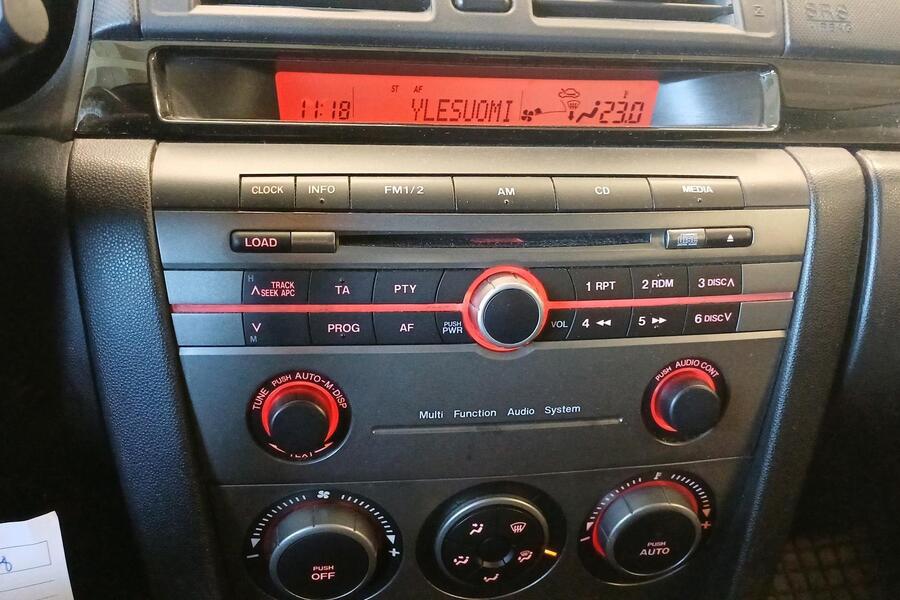 SRS
ST AF
11:18 YLESUOMI 23.0
CLOCK INFO FM1/2 AM CD MEDIA
LOAD
H
TRACK
SEEK APC TA PTY 1 RPT 2 RDM 3 DISC
M PROG AF PUSH PWR VOL 4 5 6 DISC
TUNE PUSH AUTO-M·DISP
TEXT
PUSH AUDIO CONT
Multi Function Audio System
PUSH
OFF
PUSH
AUTO